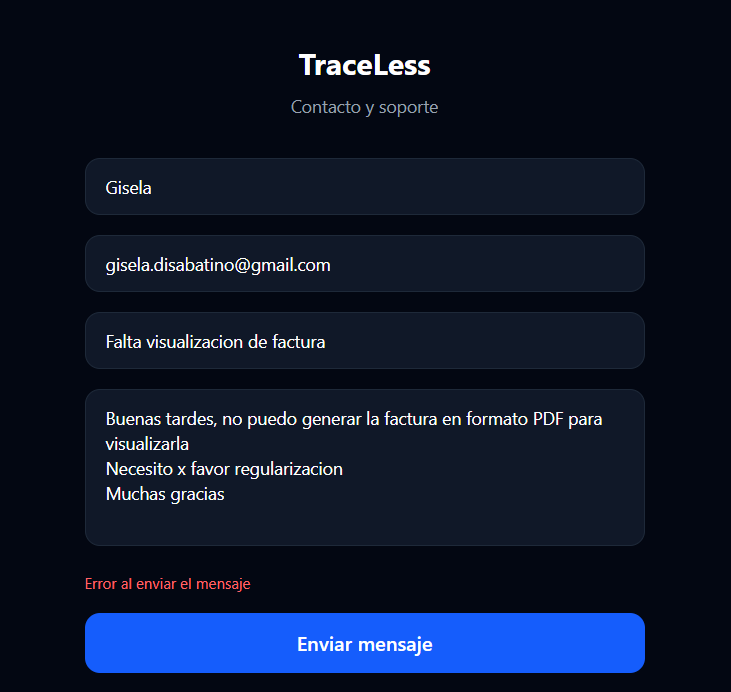 TraceLess
Contacto y soporte
Gisela
gisela.disabatino@gmail.com
Falta visualizacion de factura
Buenas tardes, no puedo generar la factura en formato PDF para
visualizarla
Necesito x favor regularizacion
Muchas gracias
Error al enviar el mensaje
Enviar mensaje